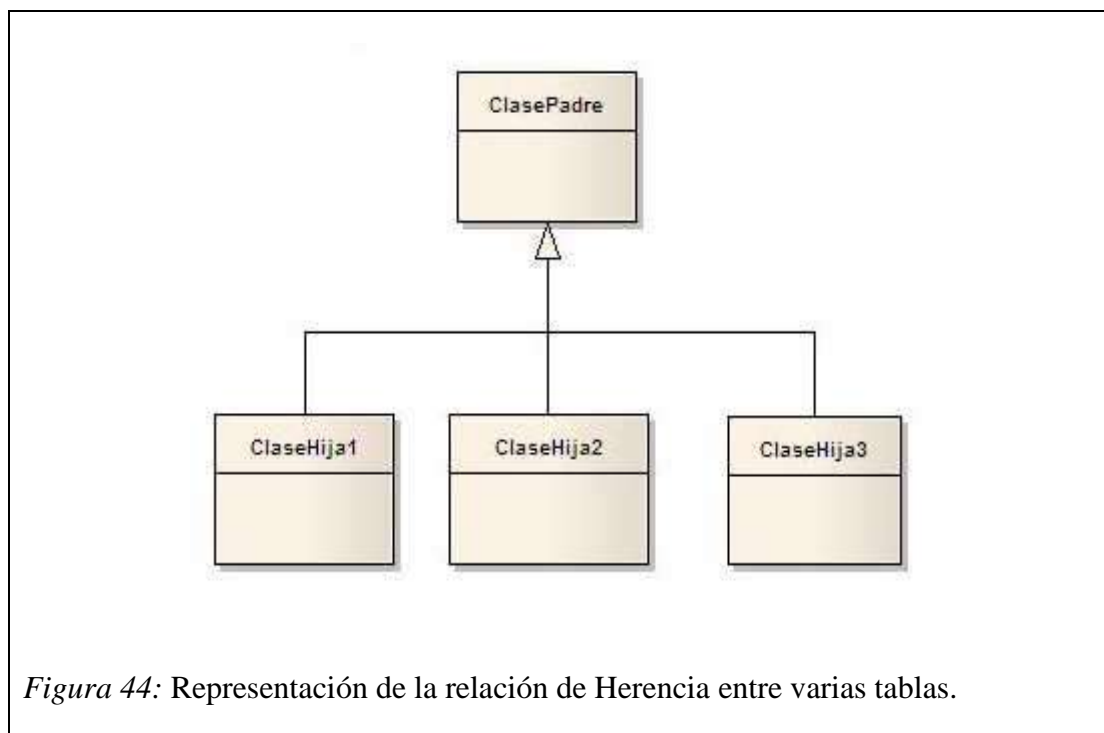 ClasePadre
ClaseHija1
ClaseHija2
ClaseHija3
Figura 44: Representación de la relación de Herencia entre varias tablas.